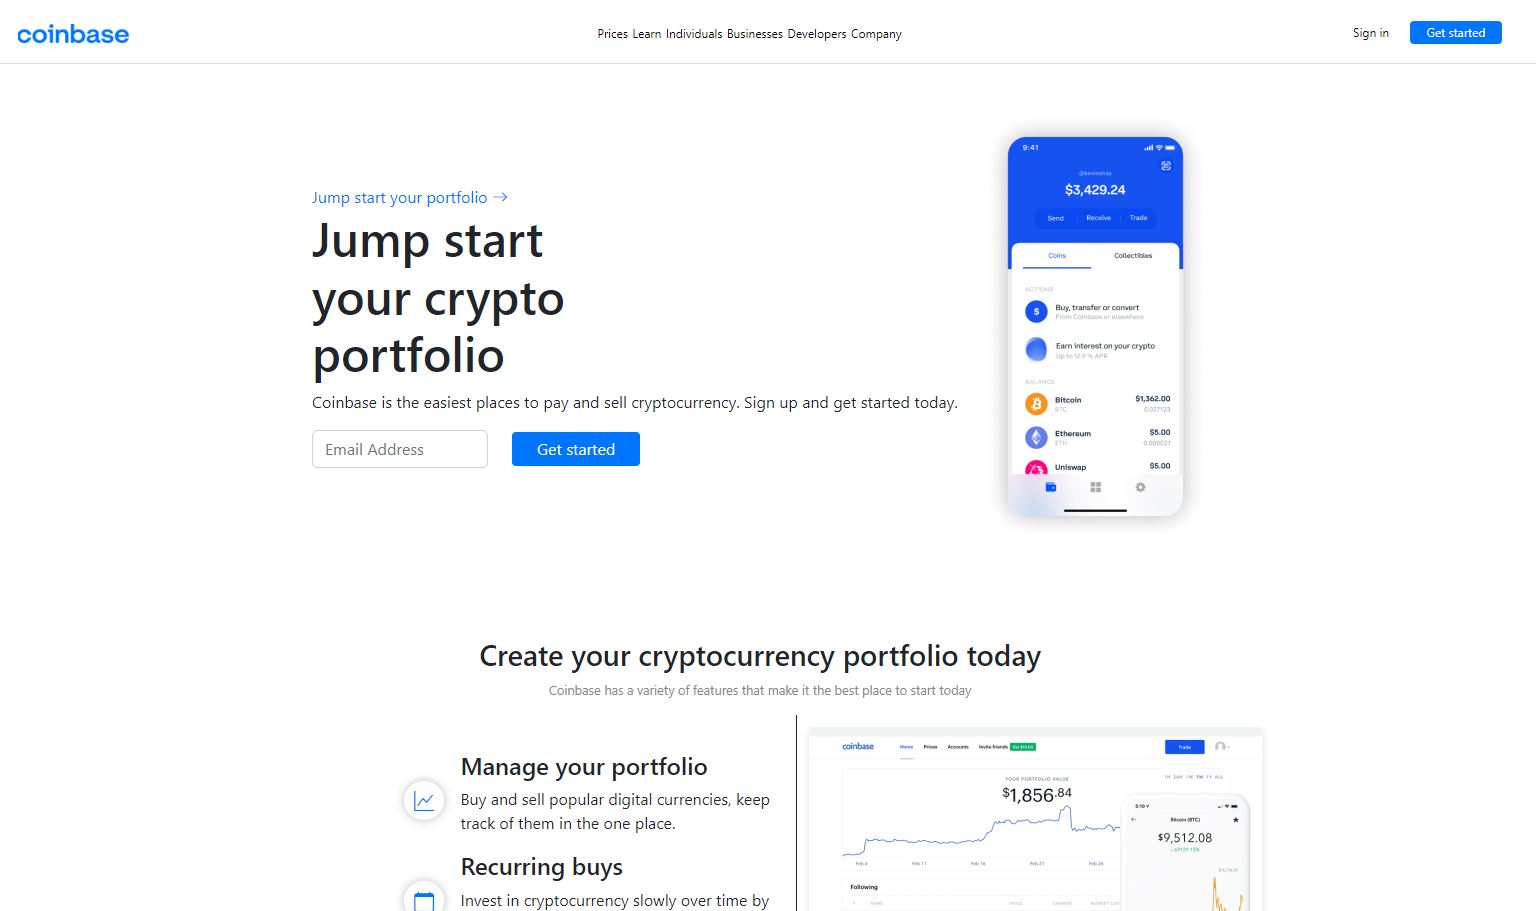 coinbase
Prices Learn Individuals Businesses Developers Company
Sign in
Get started
Jump start your portfolio →
Jump start
your crypto
portfolio
Coinbase is the easiest places to pay and sell cryptocurrency. Sign up and get started today.
Email Address
Get started
9:41
@kevinshay
$3,429.24
Send Receive Trade
Coins Collectibles
ACTIONS
Buy, transfer or convert
From Coinbase or elsewhere
Earn interest on your crypto
Up to 12.9 % APR
BALANCE
Bitcoin $1,362.00
BTC 0.027123
Ethereum $5.00
ETH 0.000021
Uniswap $5.00
Create your cryptocurrency portfolio today
Coinbase has a variety of features that make it the best place to start today
Manage your portfolio
Buy and sell popular digital currencies, keep
track of them in the one place.
Recurring buys
Invest in cryptocurrency slowly over time by
coinbase
Home Prices Accounts Invite friends Get $10.00
Trade
YOUR PORTFOLIO VALUE
$1,856.84
1H 24H 1W 1M 1Y ALL
Feb 6 Feb 11 Feb 16 Feb 21 Feb 26
Following
# NAME PRICE CHANGE MARKET CAP
Bitcoin (BTC)
$9,512.08